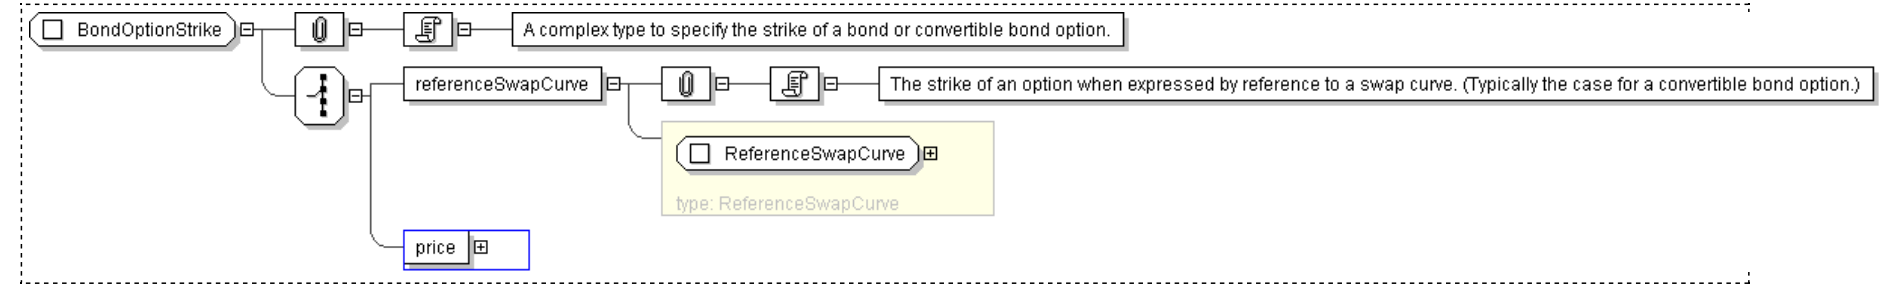 BondOptionStrike
A complex type to specify the strike of a bond or convertible bond option.
referenceSwapCurve
The strike of an option when expressed by reference to a swap curve. (Typically the case for a convertible bond option.)
ReferenceSwapCurve
type: ReferenceSwapCurve
price